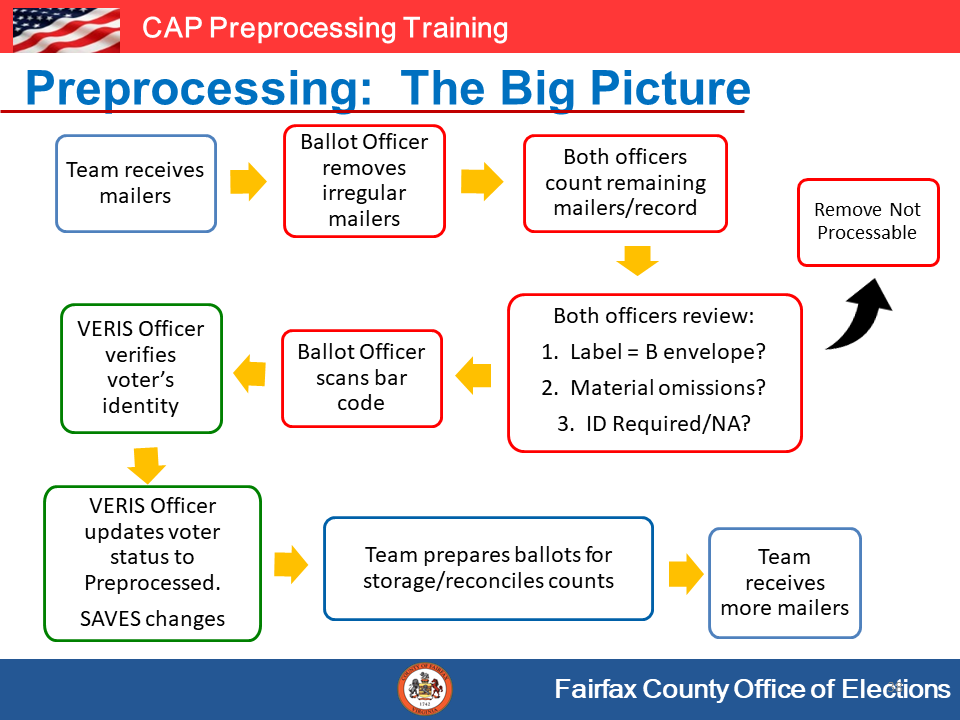 CAP Preprocessing Training
Preprocessing: The Big Picture
Team receives
mailers
Ballot Officer
removes
irregular
mailers
Both officers
count remaining
mailers/record
Remove Not
Processable
Both officers review:
1. Label = B envelope?
2. Material omissions?
3. ID Required/NA?
Ballot Officer
scans bar
code
VERIS Officer
verifies
voter’s
identity
VERIS Officer
updates voter
status to
Preprocessed.
SAVES changes
Team prepares ballots for
storage/reconciles counts
Team
receives
more mailers
Fairfax County Office of Elections